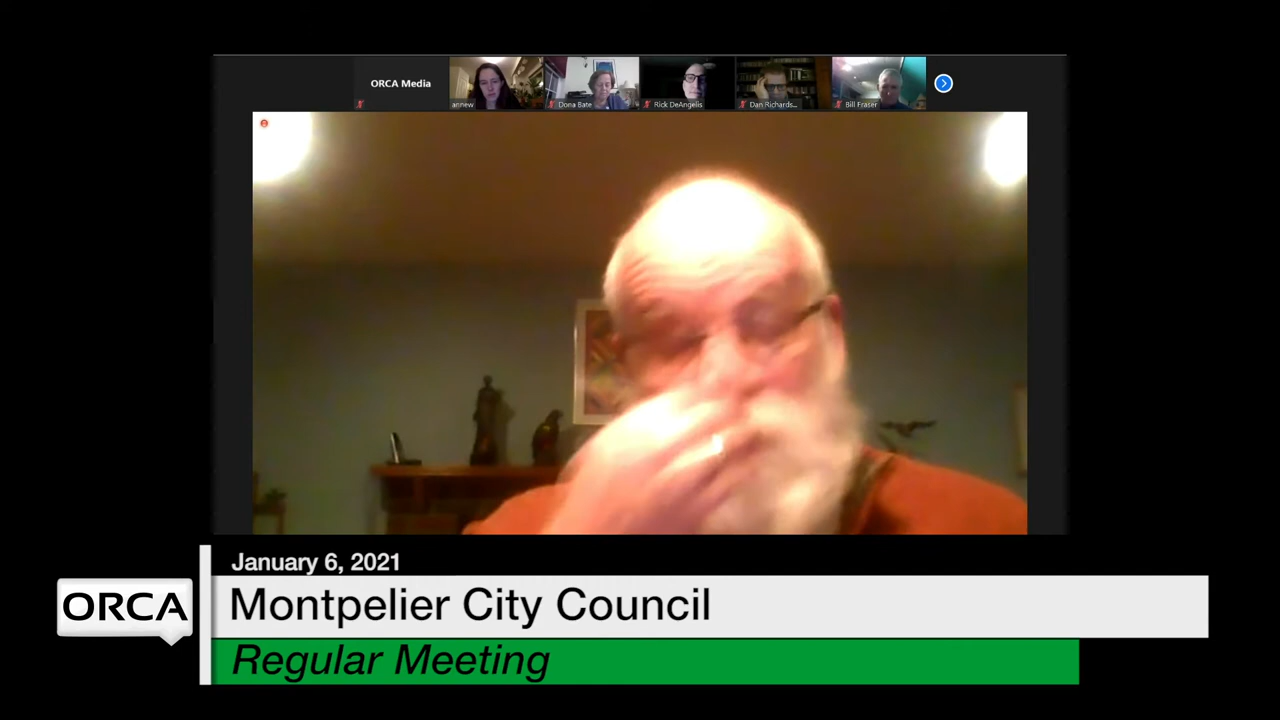 ORCA Media
annew
Dona Bate
Rick DeAngelis
Dan Richards...
Bill Fraser
January 6, 2021
ORCA
Montpelier City Council
Regular Meeting